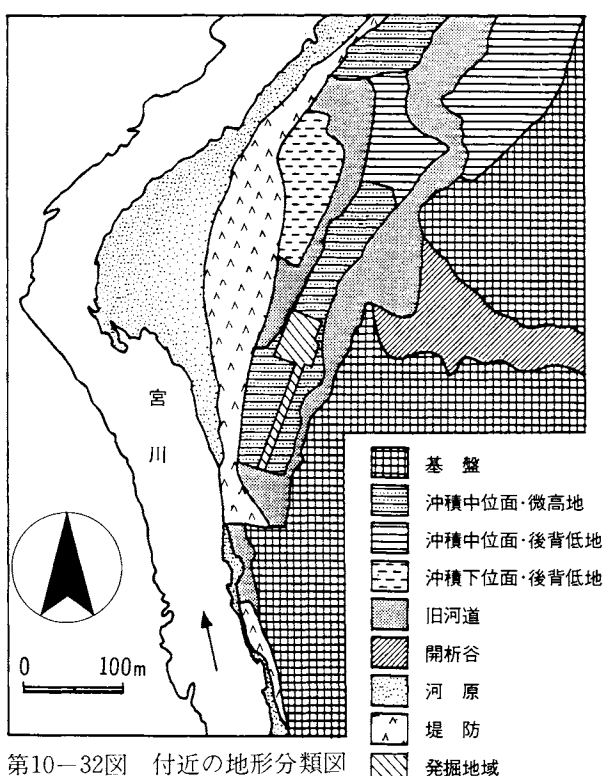 宮川
0 100m
基 盤
沖積中位面・微高地
沖積中位面・後背低地
沖積下位面・後背低地
旧河道
開析谷
河 原
堤 防
発掘地域
第10−32図 付近の地形分類図